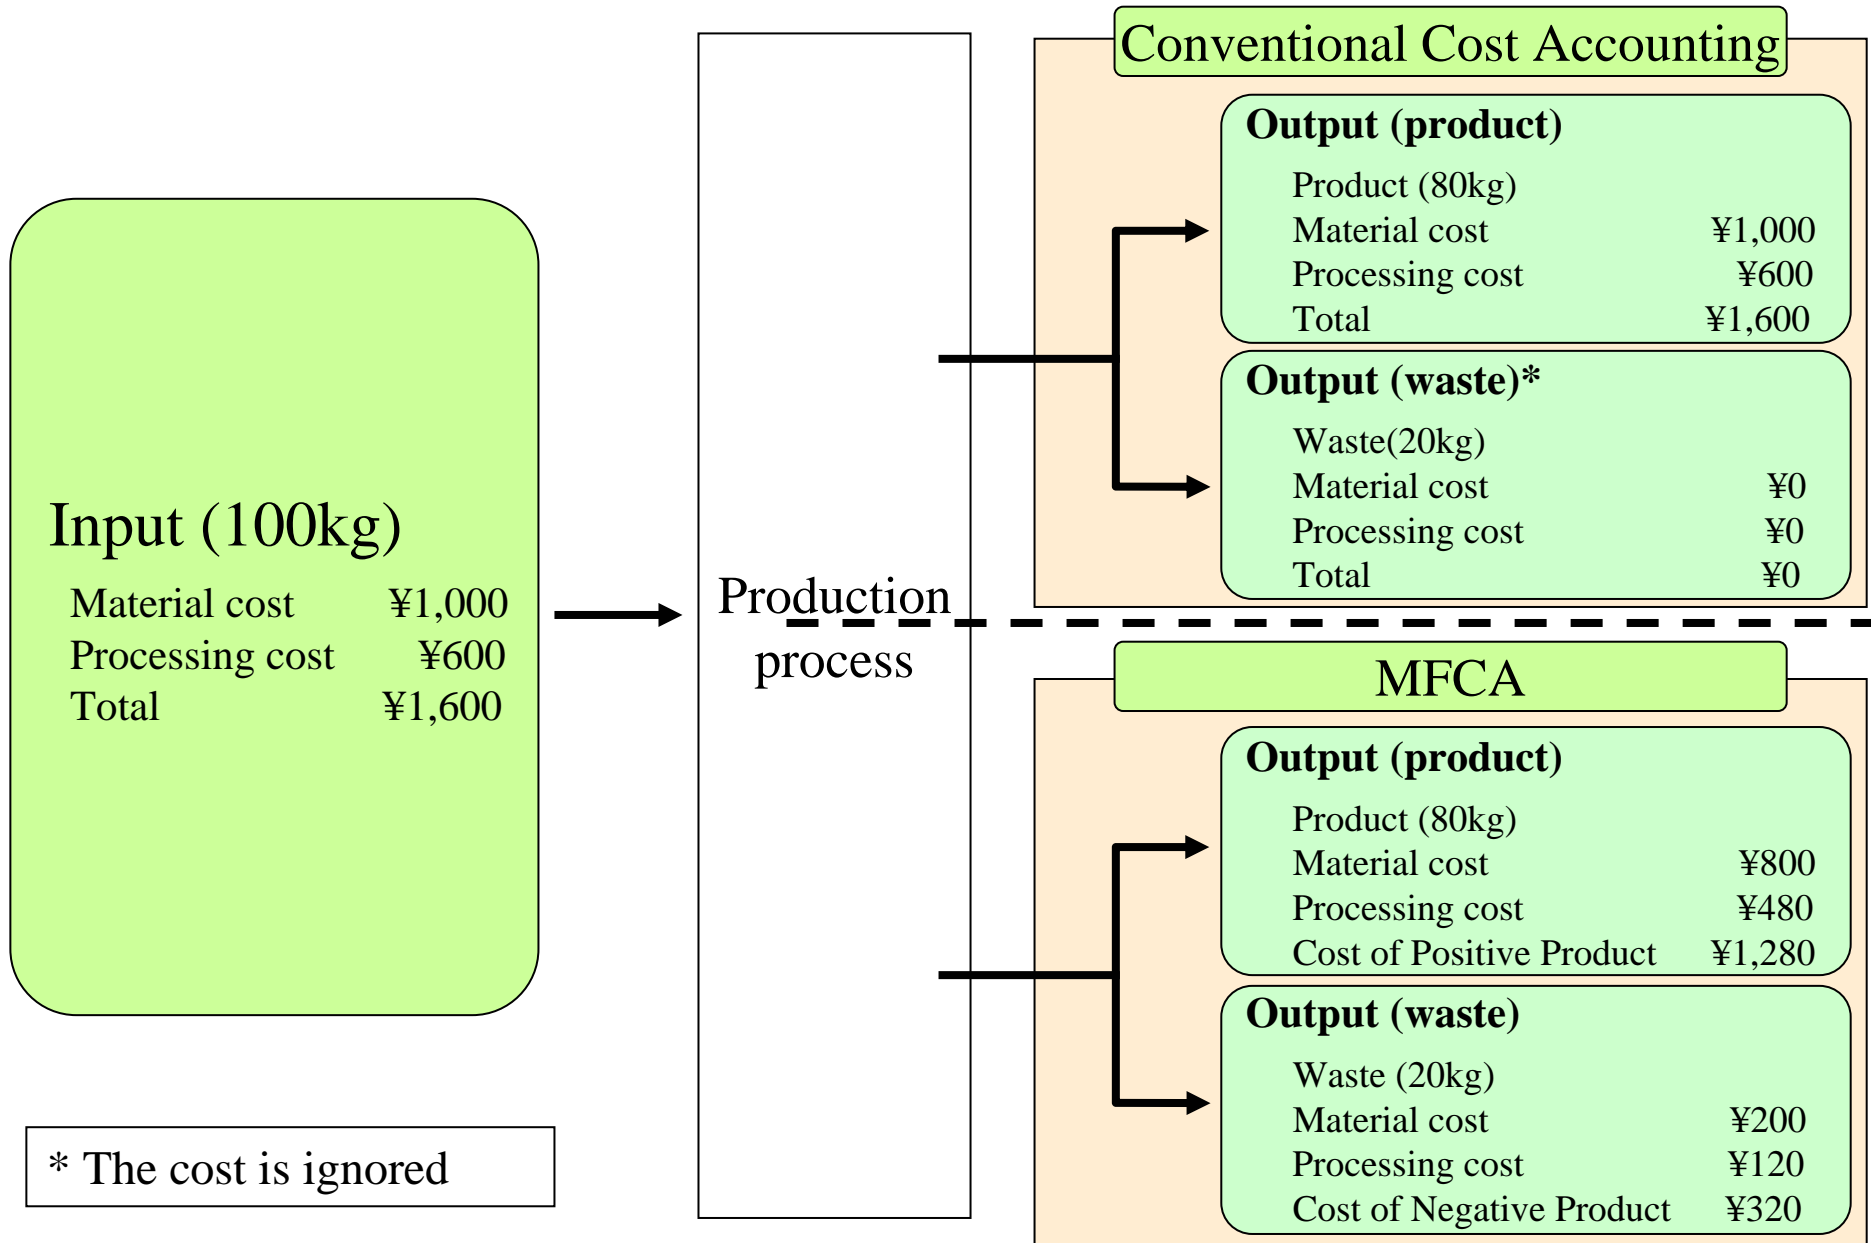 Input (100kg)
Material cost ¥1,000
Processing cost ¥600
Total ¥1,600
* The cost is ignored
Production
process
Conventional Cost Accounting
Output (product)
Product (80kg)
Material cost ¥1,000
Processing cost ¥600
Total ¥1,600
Output (waste)*
Waste(20kg)
Material cost ¥0
Processing cost ¥0
Total ¥0
MFCA
Output (product)
Product (80kg)
Material cost ¥800
Processing cost ¥480
Cost of Positive Product ¥1,280
Output (waste)
Waste (20kg)
Material cost ¥200
Processing cost ¥120
Cost of Negative Product ¥320